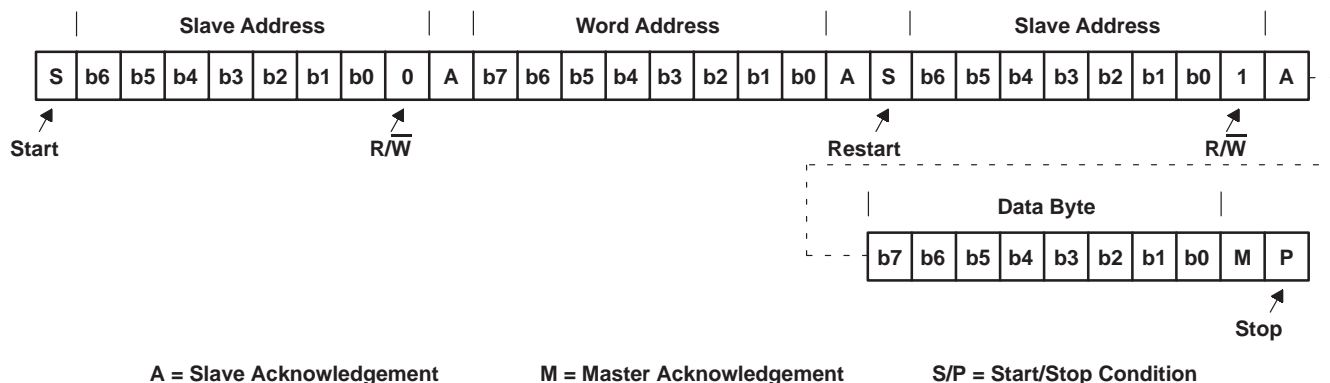 Slave Address Word Address Slave Address
S b6 b5 b4 b3 b2 b1 b0 0 A b7 b6 b5 b4 b3 b2 b1 b0 A S b6 b5 b4 b3 b2 b1 b0 1 A
Start R/W̅ Restart R/W̅
Data Byte
b7 b6 b5 b4 b3 b2 b1 b0 M P
Stop
A = Slave Acknowledgement M = Master Acknowledgement S/P = Start/Stop Condition